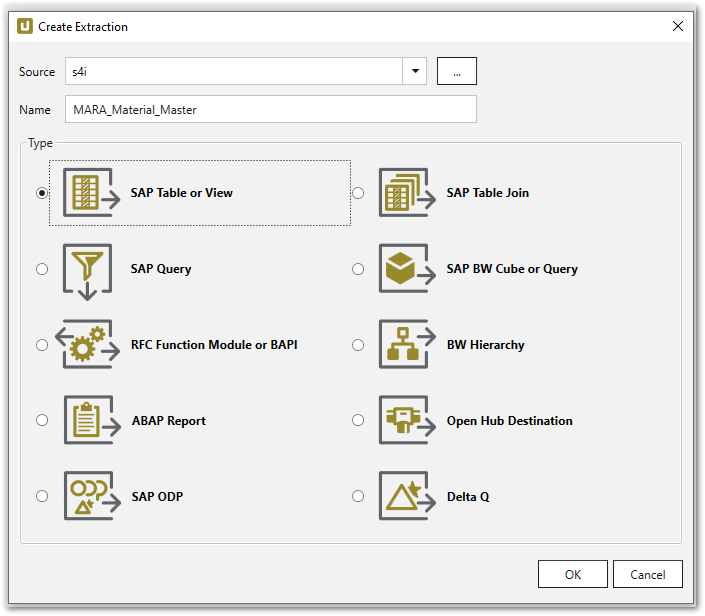 Create Extraction
Source s4i ...
Name MARA_Material_Master
Type
SAP Table or View SAP Table Join
SAP Query SAP BW Cube or Query
RFC Function Module or BAPI BW Hierarchy
ABAP Report Open Hub Destination
SAP ODP Delta Q
OK Cancel